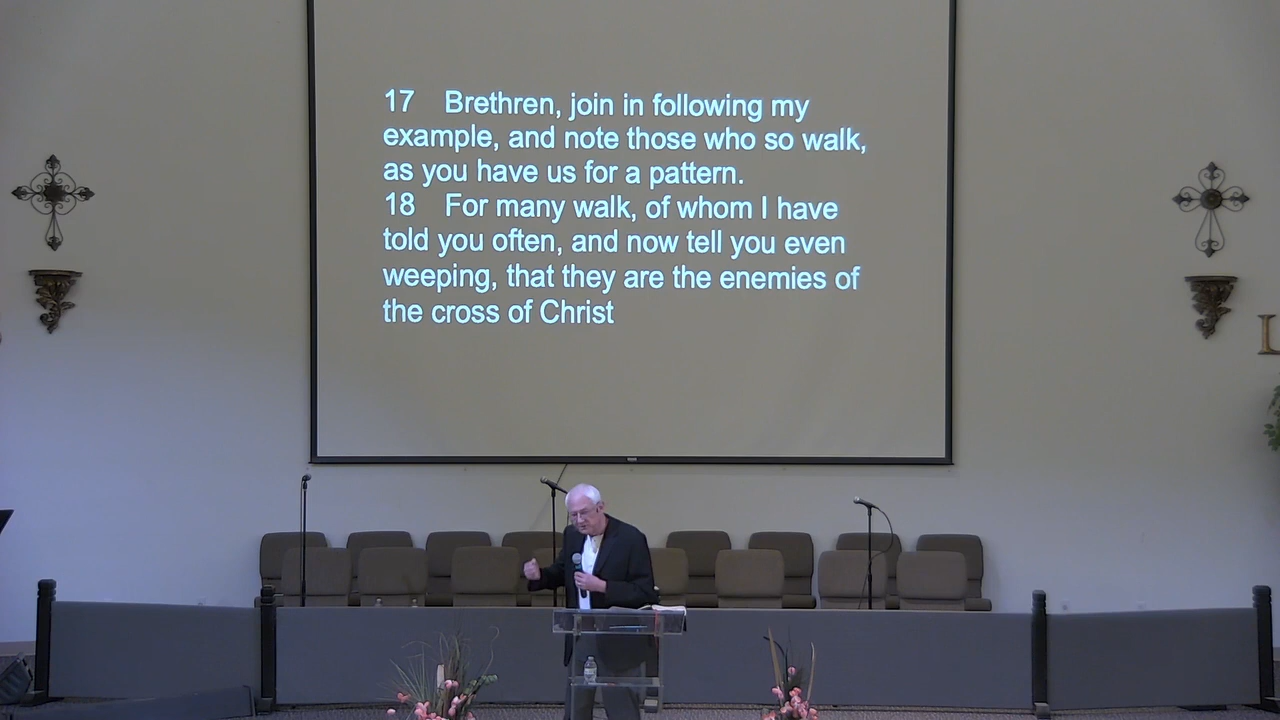 17 Brethren, join in following my
example, and note those who so walk,
as you have us for a pattern.
18 For many walk, of whom I have
told you often, and now tell you even
weeping, that they are the enemies of
the cross of Christ
L